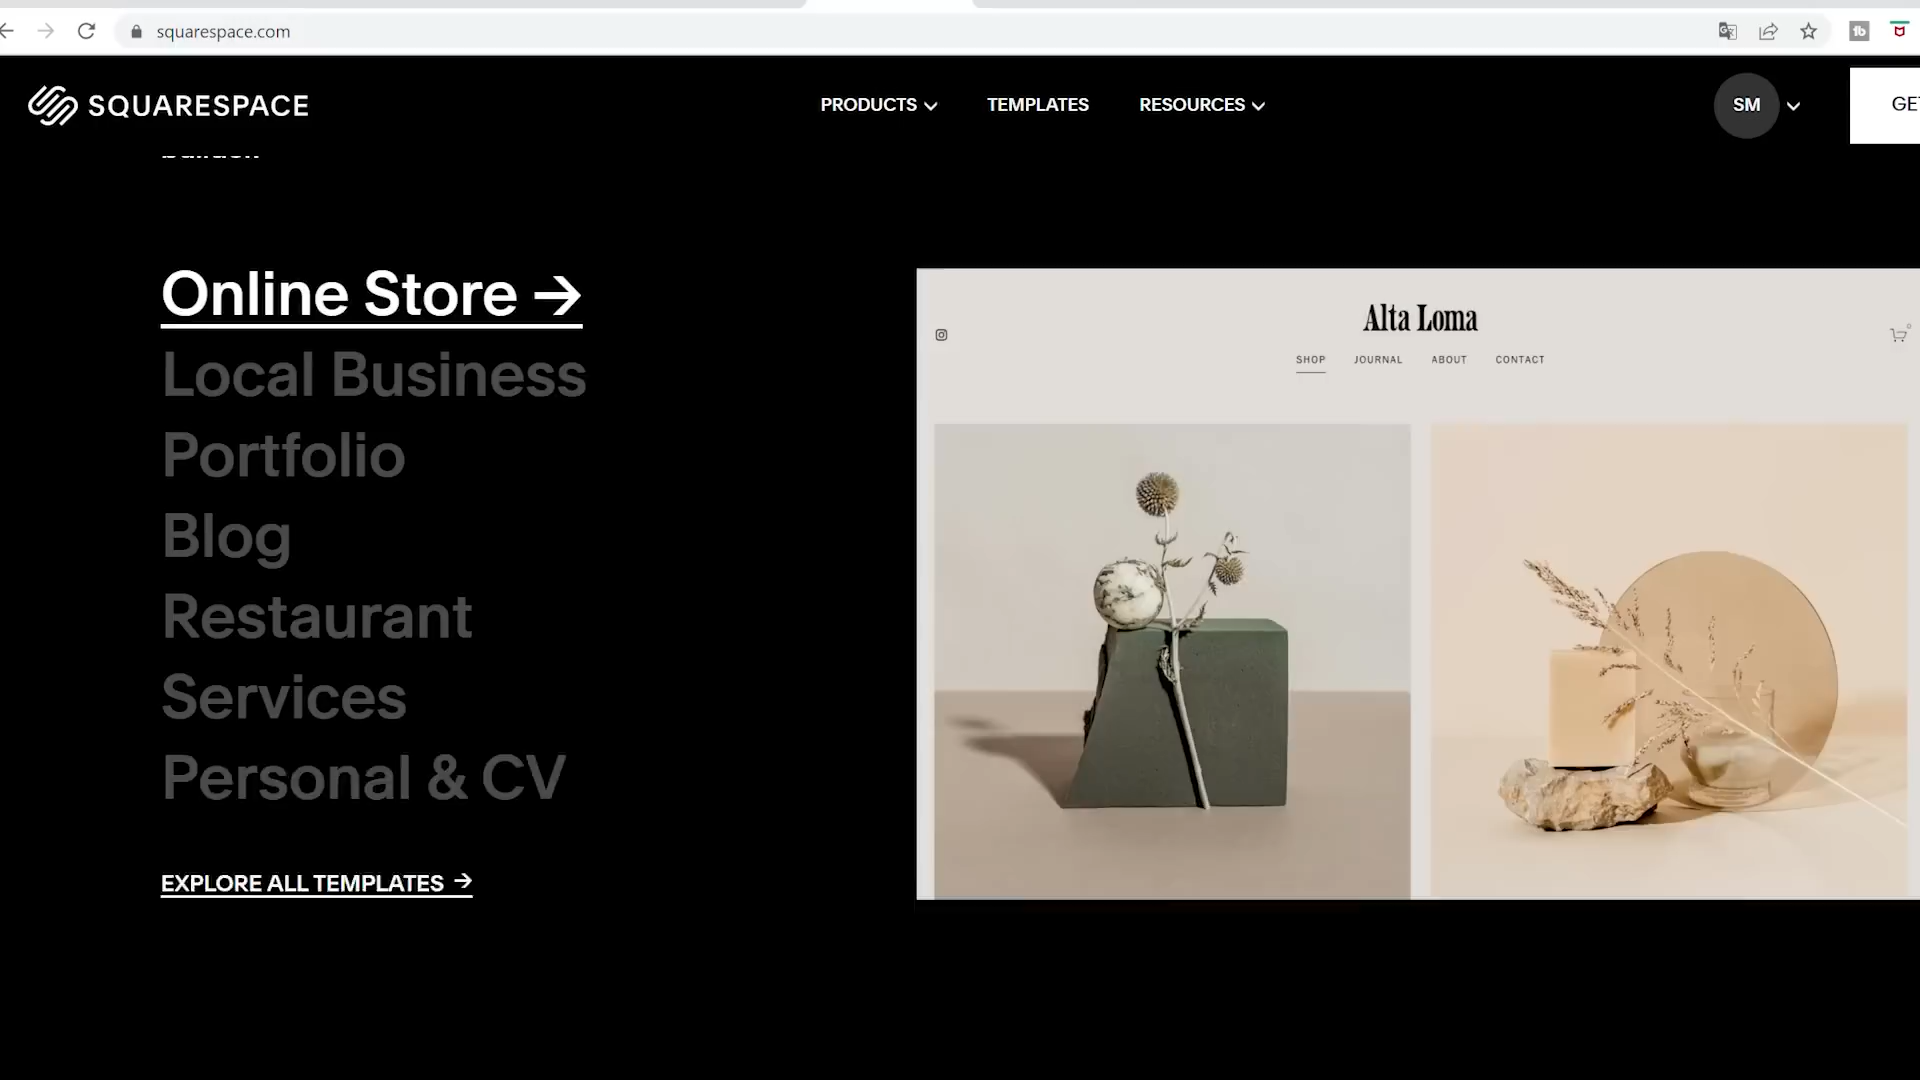 squarespace.com
SQUARESPACE
PRODUCTS
TEMPLATES
RESOURCES
SM
Online Store →
Local Business
Portfolio
Blog
Restaurant
Services
Personal & CV
EXPLORE ALL TEMPLATES →
Alta Loma
SHOP JOURNAL ABOUT CONTACT